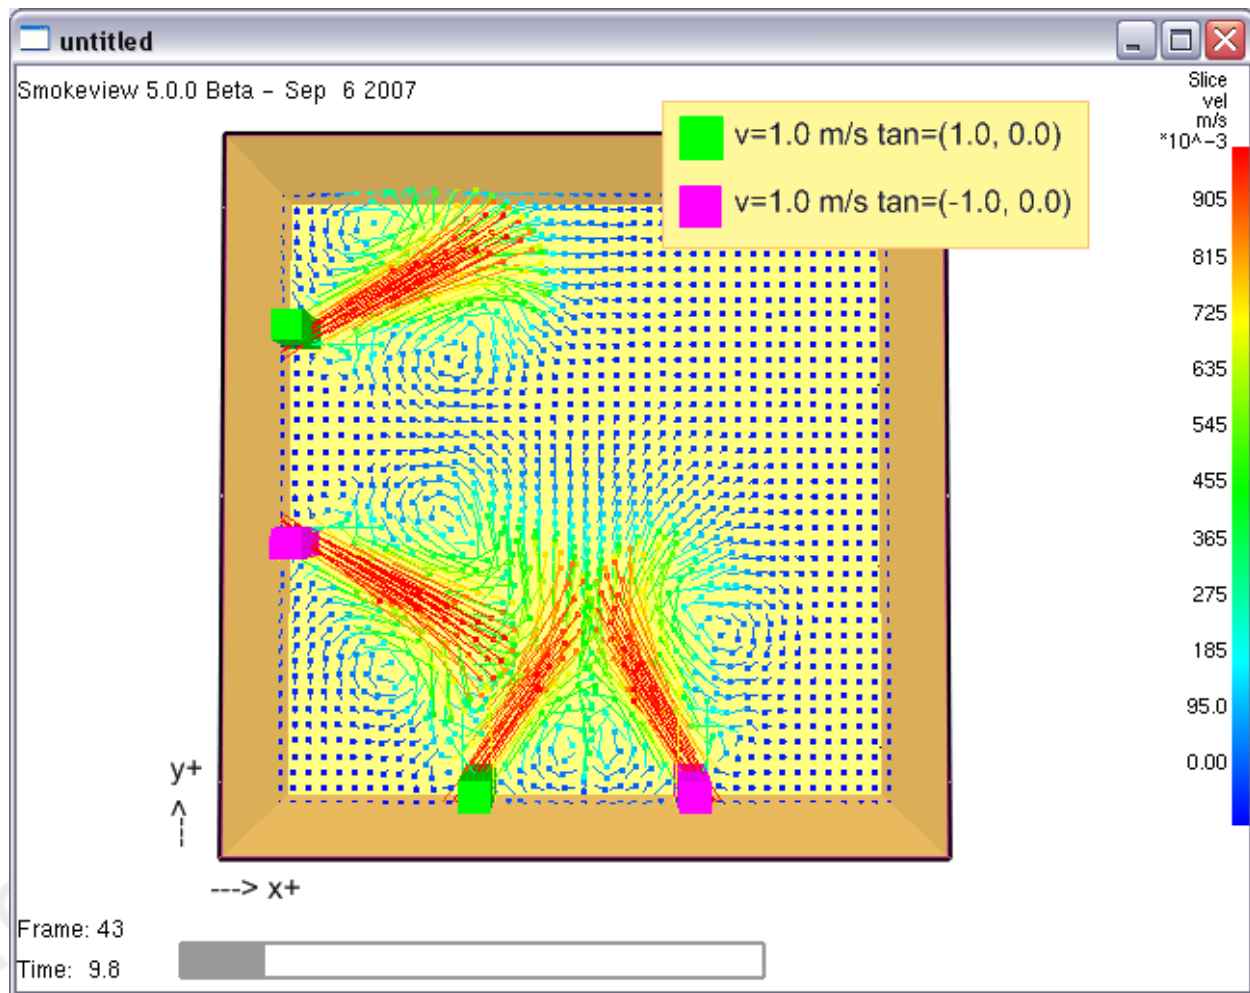 untitled
Smokeview 5.0.0 Beta – Sep 6 2007
Slice
vel
m/s
*10^-3
v=1.0 m/s tan=(1.0, 0.0)
v=1.0 m/s tan=(-1.0, 0.0)
905
815
725
635
545
455
365
275
185
95.0
0.00
y+
--->
---> x+
Frame: 43
Time: 9.8